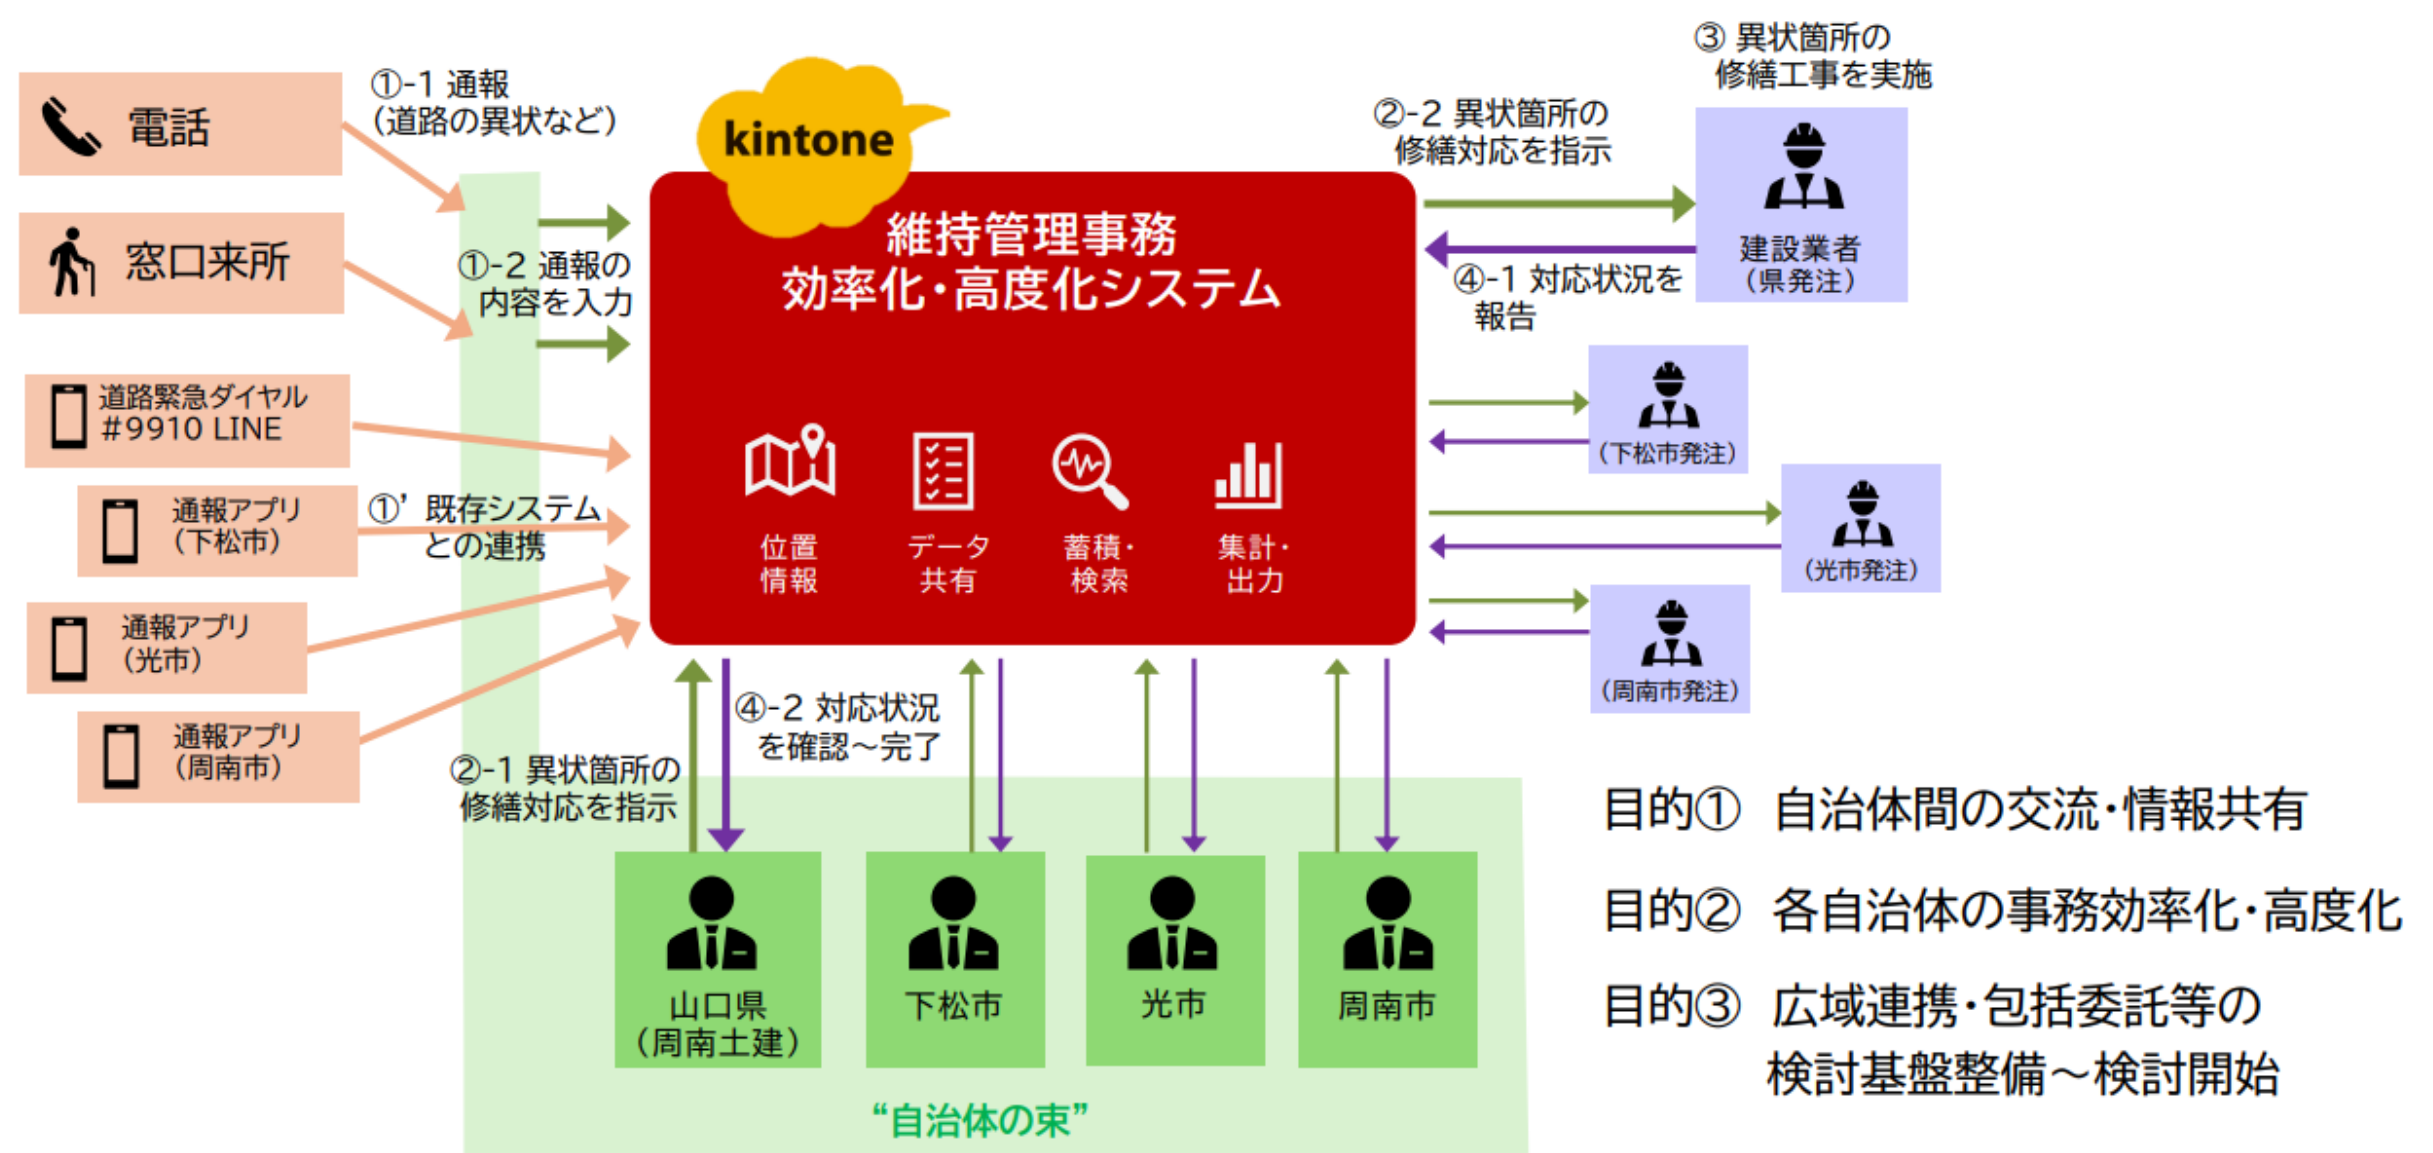 電話
①-1 通報
（道路の異状など）
窓口来所
①-2 通報の
内容を入力
道路緊急ダイヤル
#9910 LINE
通報アプリ
（下松市）
①’ 既存システム
との連携
通報アプリ
（光市）
通報アプリ
（周南市）
kintone
維持管理事務
効率化・高度化システム
位置
情報
データ
共有
蓄積・
検索
集計・
出力
②-2 異状箇所の
修繕対応を指示
③ 異状箇所の
修繕工事を実施
建設業者
（県発注）
④-1 対応状況を
報告
（下松市発注）
（光市発注）
（周南市発注）
④-2 対応状況
を確認～完了
②-1 異状箇所の
修繕対応を指示
山口県
（周南土建）
下松市
光市
周南市
“自治体の束”
目的① 自治体間の交流・情報共有
目的② 各自治体の事務効率化・高度化
目的③ 広域連携・包括委託等の
検討基盤整備～検討開始